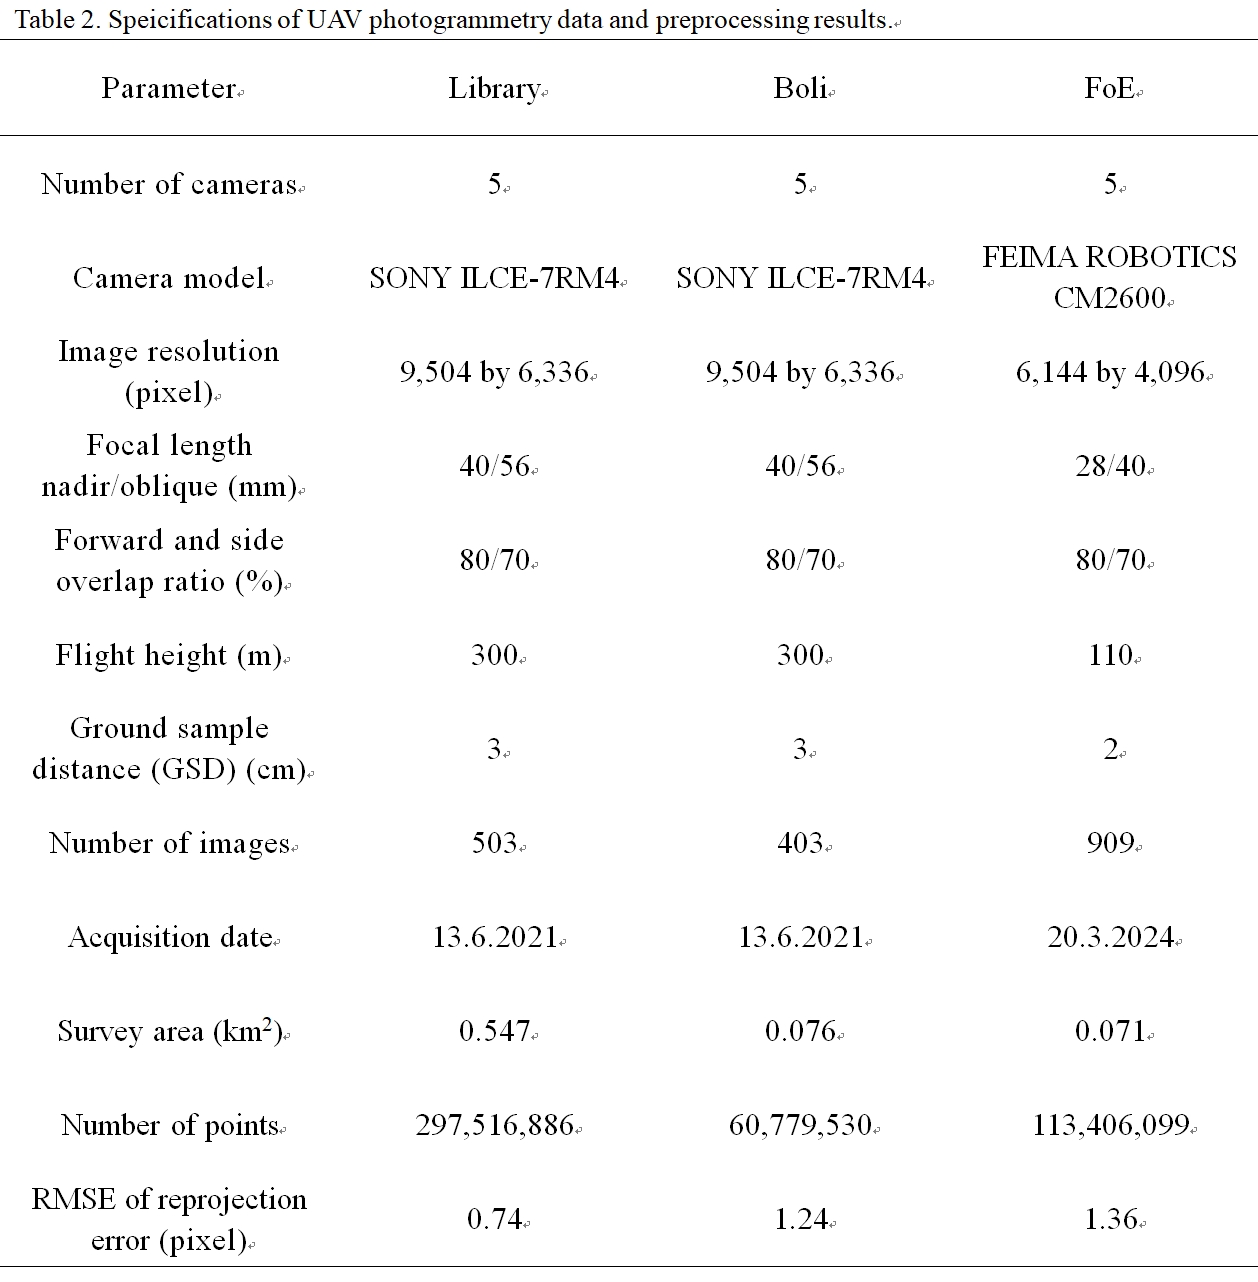 Table 2. Speicifications of UAV photogrammetry data and preprocessing results.
Parameter Library Boli FoE
Number of cameras 5 5 5
Camera model SONY ILCE-7RM4 SONY ILCE-7RM4 FEIMA ROBOTICS
CM2600
Image resolution
(pixel) 9,504 by 6,336 9,504 by 6,336 6,144 by 4,096
Focal length
nadir/oblique (mm) 40/56 40/56 28/40
Forward and side
overlap ratio (%) 80/70 80/70 80/70
Flight height (m) 300 300 110
Ground sample
distance (GSD) (cm) 3 3 2
Number of images 503 403 909
Acquisition date 13.6.2021 13.6.2021 20.3.2024
Survey area (km²) 0.547 0.076 0.071
Number of points 297,516,886 60,779,530 113,406,099
RMSE of reprojection
error (pixel) 0.74 1.24 1.36